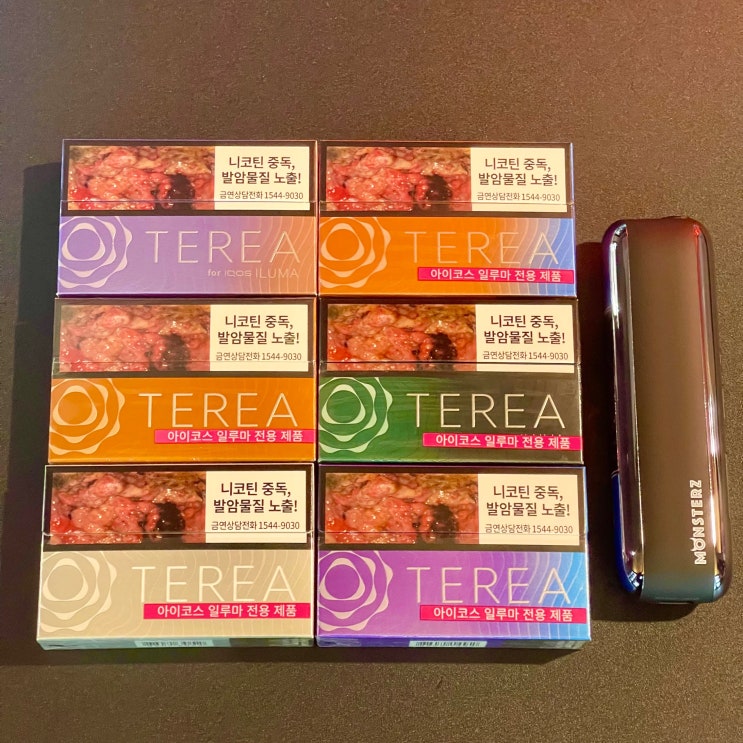 니코틴 중독,
발암물질 노출!
금연상담전화 1544-9030
TEREA
for IQOS ILUMA
니코틴 중독,
발암물질 노출!
금연상담전화 1544-9030
TEREA
아이코스 일루마 전용 제품
니코틴 중독,
발암물질 노출!
금연상담전화 1544-9030
TEREA
아이코스 일루마 전용 제품
니코틴 중독,
발암물질 노출!
금연상담전화 1544-9030
TEREA
아이코스 일루마 전용 제품
니코틴 중독,
발암물질 노출!
금연상담전화 1544-9030
TEREA
아이코스 일루마 전용 제품
니코틴 중독,
발암물질 노출!
금연상담전화 1544-9030
TEREA
아이코스 일루마 전용 제품
MONSTERZ